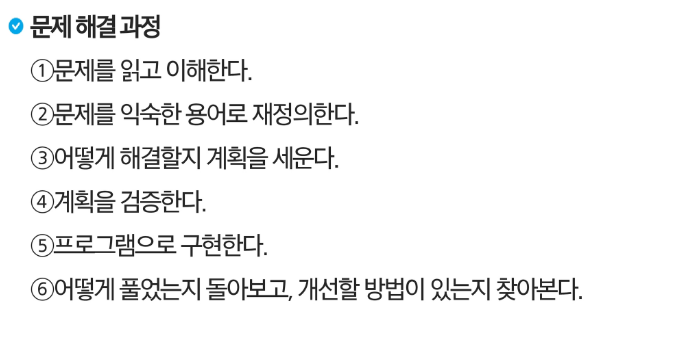 문제 해결 과정
①문제를 읽고 이해한다.
②문제를 익숙한 용어로 재정의한다.
③어떻게 해결할지 계획을 세운다.
④계획을 검증한다.
⑤프로그램으로 구현한다.
⑥어떻게 풀었는지 돌아보고, 개선할 방법이 있는지 찾아본다.